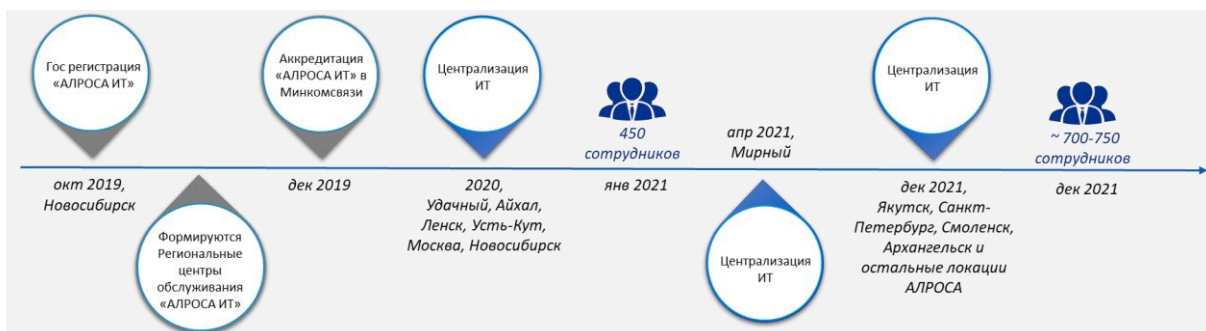 Гос регистрация
«АЛРОСА ИТ»
окт 2019,
Новосибирск
Формируются
Региональные
центры
обслуживания
«АЛРОСА ИТ»
Аккредитация
«АЛРОСА ИТ» в
Минкомсвязи
дек 2019
Централизация
ИТ
2020,
Удачный, Айхал,
Ленск, Усть-Кут,
Москва, Новосибирск
450
сотрудников
янв 2021
апр 2021,
Мирный
Централизация
ИТ
Централизация
ИТ
дек 2021,
Якутск, Санкт-
Петербург, Смоленск,
Архангельск и
остальные локации
АЛРОСА
~ 700-750
сотрудников
дек 2021